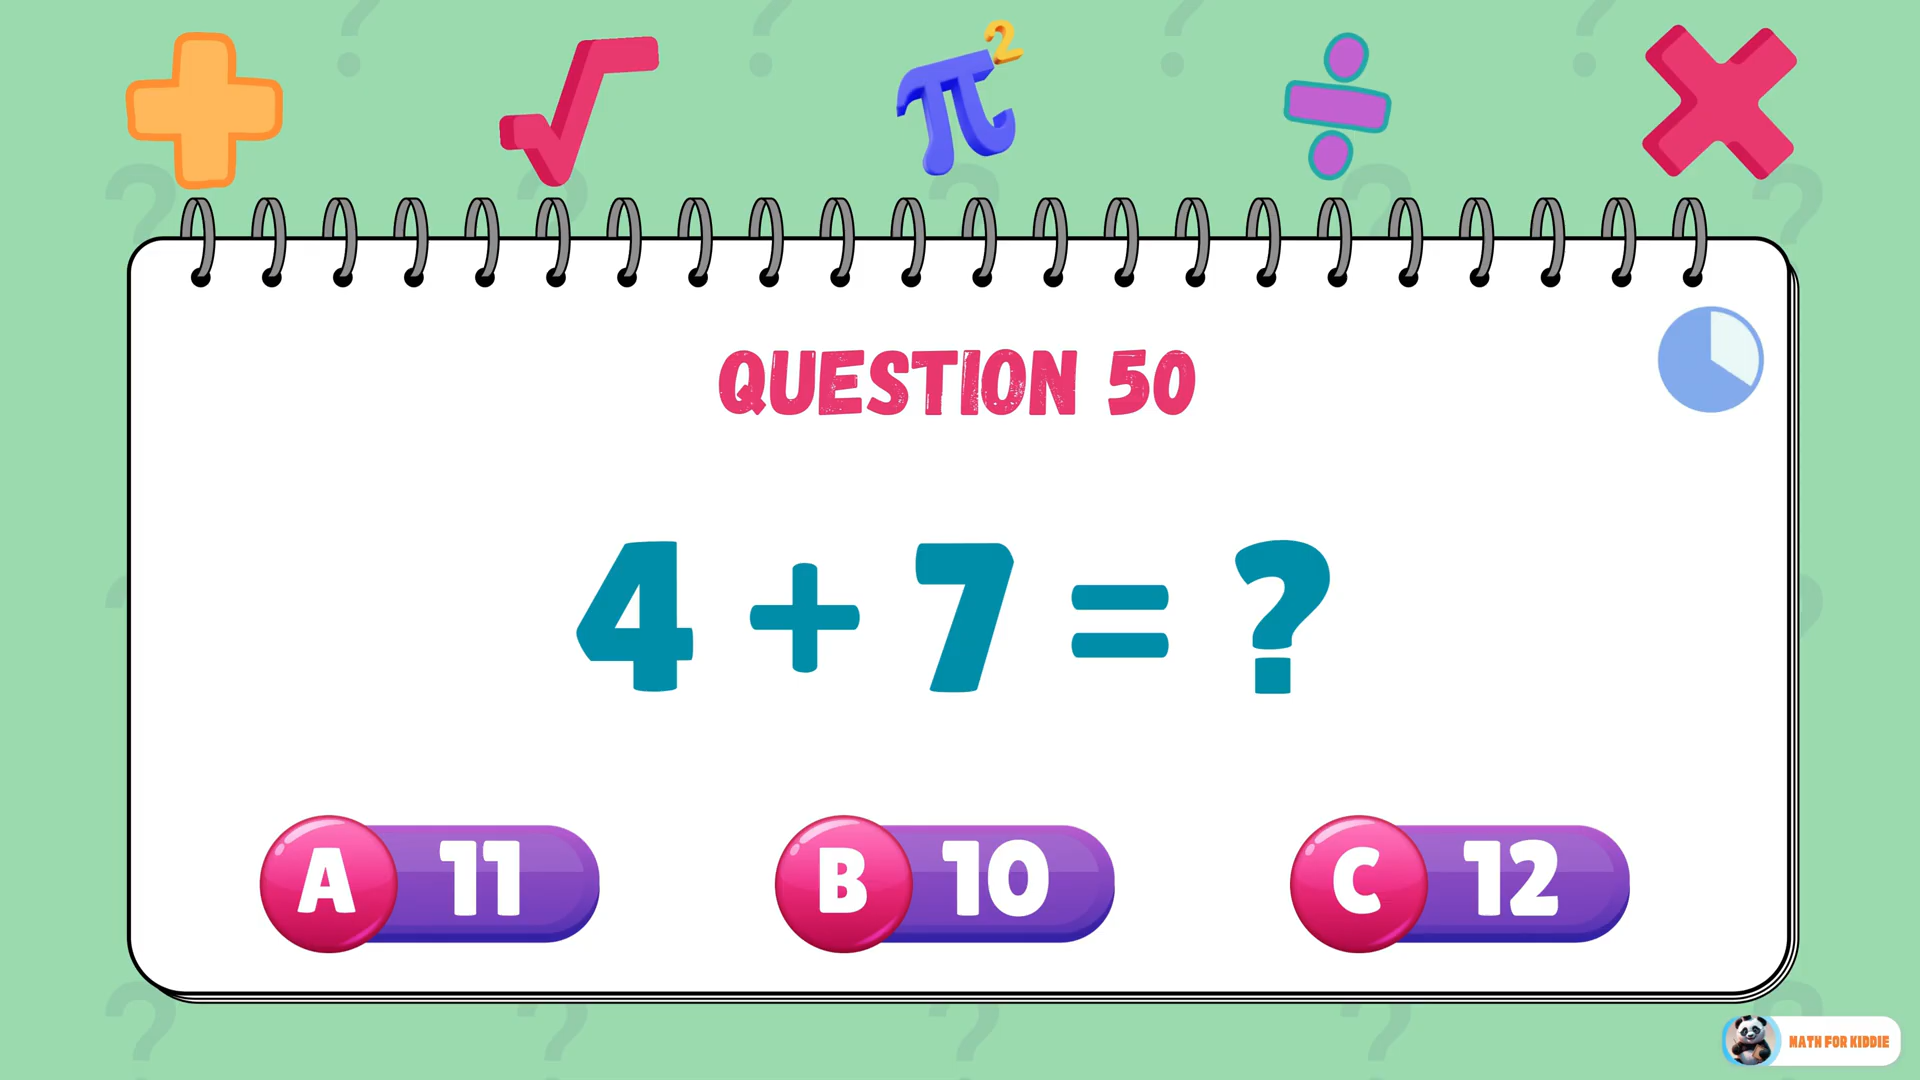 QUESTION 50
4 + 7 = ?
A 11
B 10
C 12
MATH FOR KIDDIE